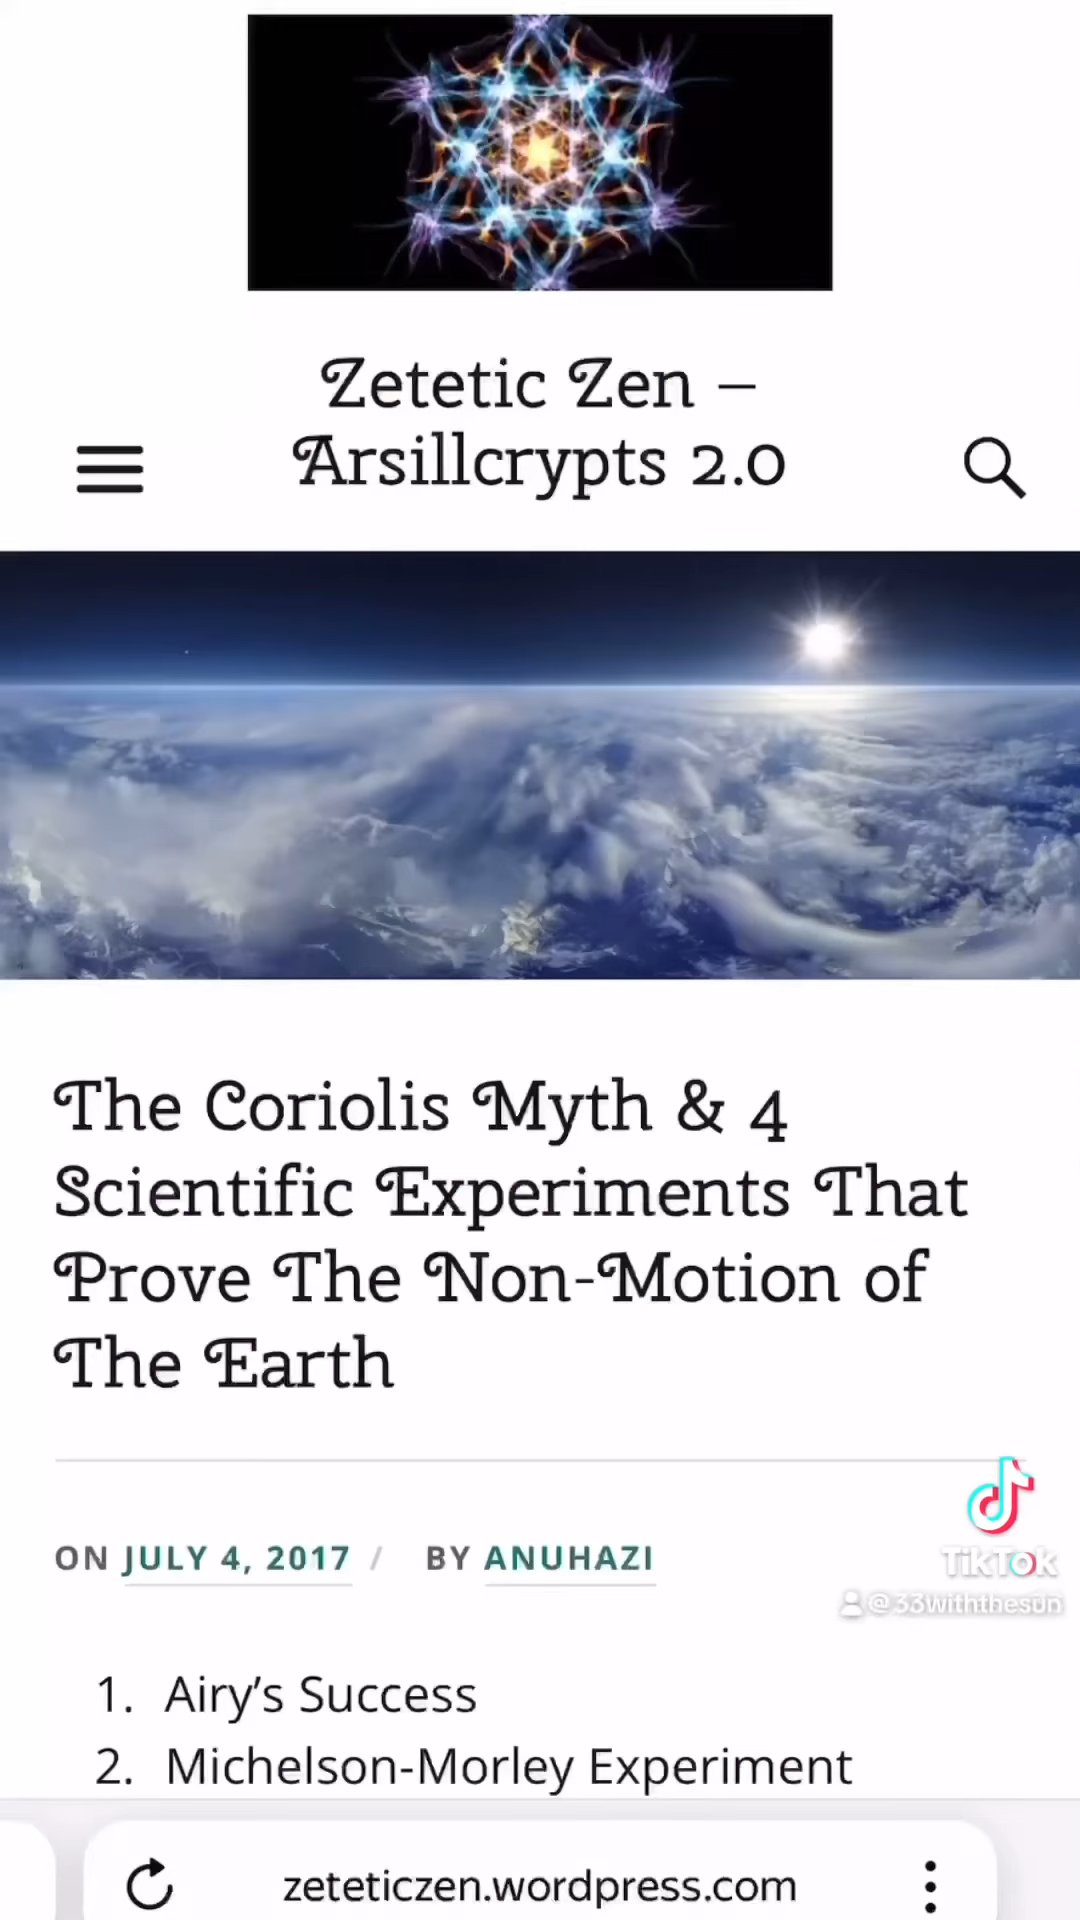 Zetetic Zen –
Arsillcrypts 2.0
The Coriolis Myth & 4
Scientific Experiments That
Prove The Non-Motion of
The Earth
ON JULY 4, 2017 / BY ANUHAZI
TikTok
@33withthesun
1. Airy's Success
2. Michelson-Morley Experiment
zeteticzen.wordpress.com